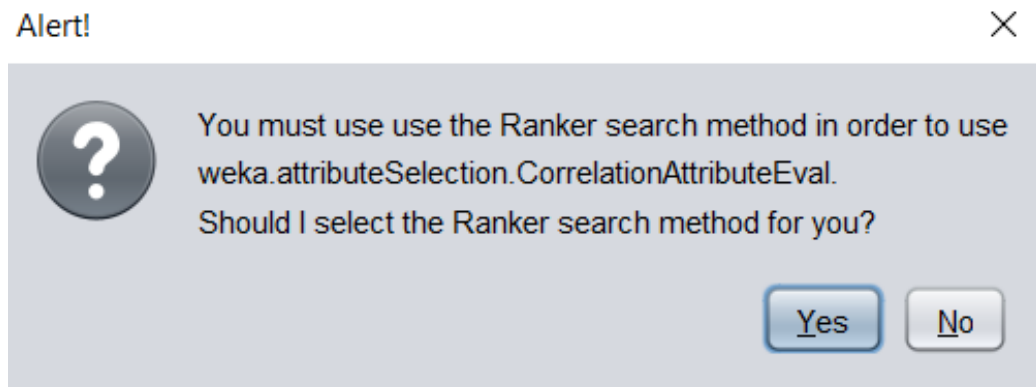 Alert!
You must use use the Ranker search method in order to use
weka.attributeSelection.CorrelationAttributeEval.
Should I select the Ranker search method for you?
Yes No